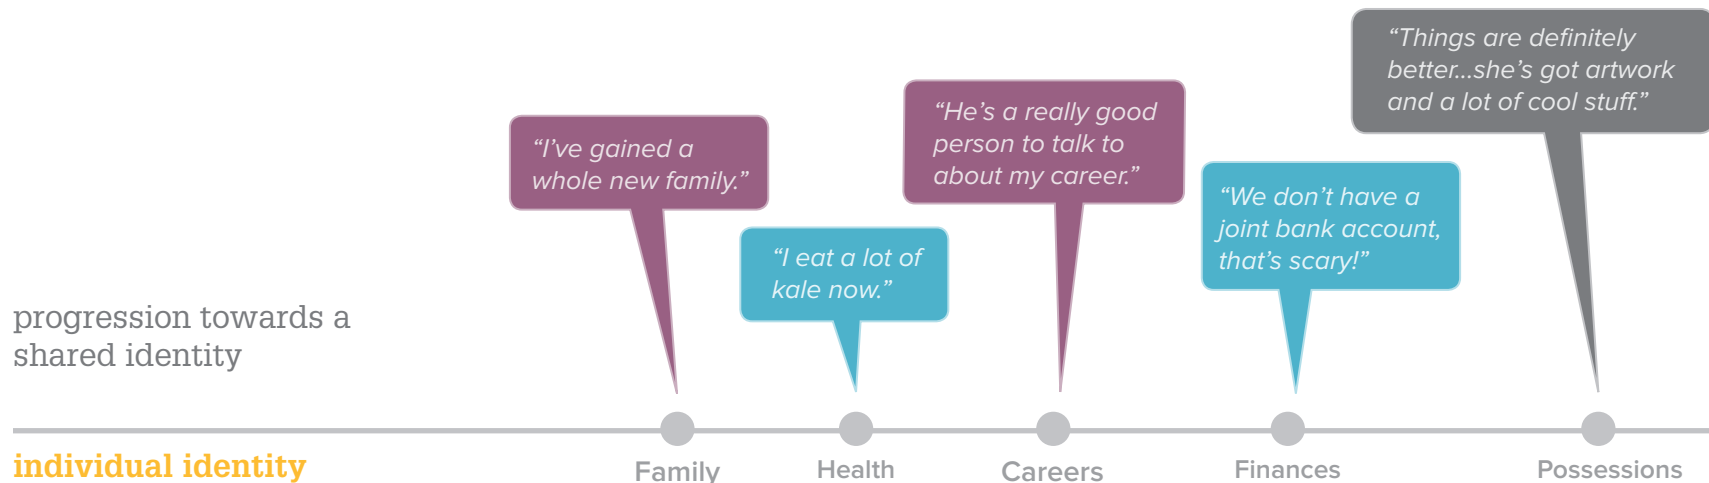 “Things are definitely
better...she’s got artwork
and a lot of cool stuff.”
“He’s a really good
person to talk to
about my career.”
“I’ve gained a
whole new family.”
“We don’t have a
joint bank account,
that’s scary!”
“I eat a lot of
kale now.”
progression towards a
shared identity
individual identity
Family
Health
Careers
Finances
Possessions